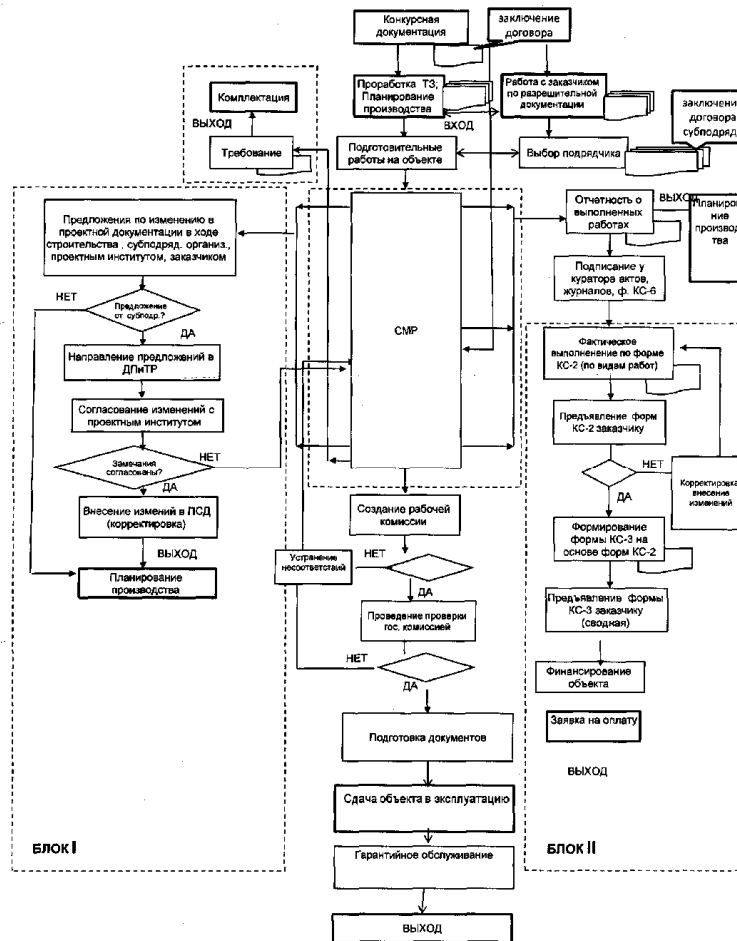 Конкурсная
документация
заключение
договора
Проработка ТЗ;
Планирование
производства
Работа с заказчиком
по разрешительной
документации
ВХОД
заключени
договора
субподряд
Комплектация
ВЫХОД
Требование
Подготовительные
работы на объекте
Выбор подрядчика
Предложения по изменению в
проектной документации в ходе
строительства , субподряд. организ.,
проектным институтом, заказчиком
НЕТ
Предложение
от субподр.?
ДА
Направление предложений в
ДПиТР
Согласование изменений с
проектным институтом
Замечания
согласованы?
НЕТ
ДА
Внесение измений в ПСД
(корректировка)
ВЫХОД
Планирование
производства
БЛОК I
СМР
Создание рабочей
комиссии
Устранение
несоответствий
НЕТ
ДА
Проведение проверки
гос. комиссией
НЕТ
ДА
Подготовка документов
Сдача объекта в эксплуатацию
Гарантийное обслуживание
ВЫХОД
Отчетность о
выполненных
работах
ВЫХОД
Планиров
ние
производс
тва
Подписание у
куратора актов,
журналов, ф. КС-6
Фактическое
выполнение по форме
КС-2 (по видам работ)
Предъявление форм
КС-2 заказчику
НЕТ
ДА
Корректировка
внесение
изменений
Формирование
формы КС-3 на
основе форм КС-2
Предъявление формы
КС-3 заказчику
(сводная)
Финансирование
объекта
Заявка на оплату
ВЫХОД
БЛОК II